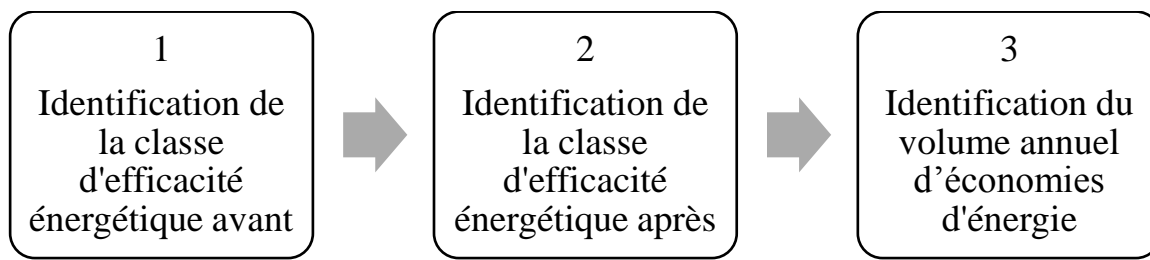 1
Identification de
la classe
d'efficacité
énergétique avant
2
Identification de
la classe
d'efficacité
énergétique après
3
Identification du
volume annuel
d’économies
d'énergie